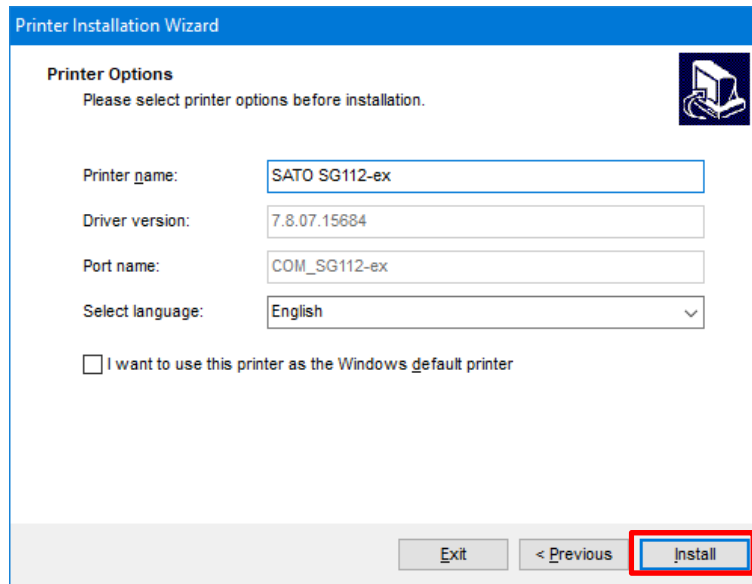 Printer Installation Wizard
Printer Options
Please select printer options before installation.
Printer name: SATO SG112-ex
Driver version: 7.8.07.15684
Port name: COM_SG112-ex
Select language: English
I want to use this printer as the Windows default printer
Exit < Previous Install